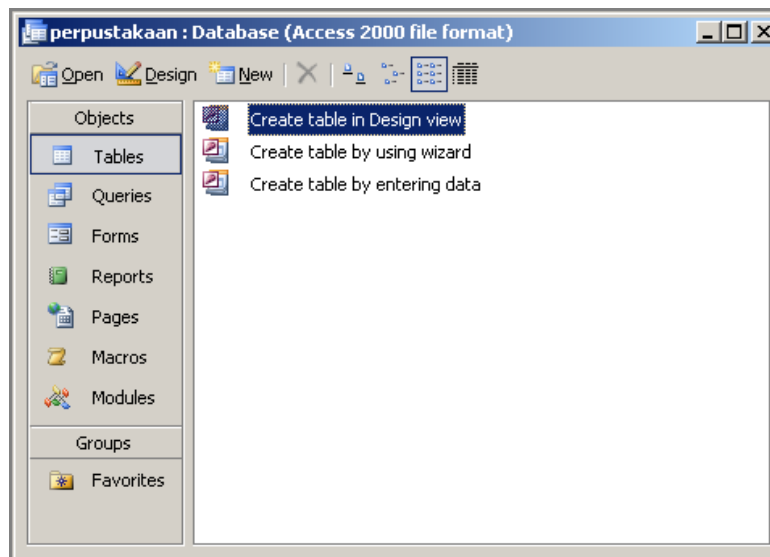 perpustakaan : Database (Access 2000 file format)
Open Design New
Objects
Tables
Queries
Forms
Reports
Pages
Macros
Modules
Groups
Favorites
Create table in Design view
Create table by using wizard
Create table by entering data